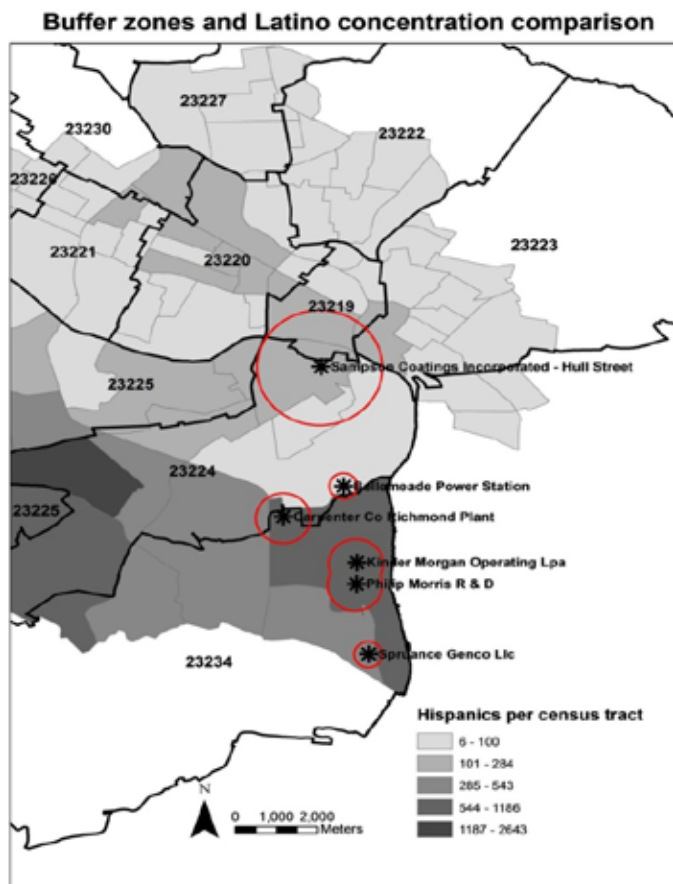 Buffer zones and Latino concentration comparison
23227
23230
23222
23226
23223
23221
23220
23219
Sampson Coatings Incorporated - Hull Street
23225
23224
Bellemeade Power Station
23225
Carpenter Co Richmond Plant
Kinder Morgan Operating Lpa
Philip Morris R & D
Spruance Genco Llc
23234
Hispanics per census tract
6 - 100
101 - 284
285 - 543
544 - 1186
1187 - 2643
N
0 1,000 2,000
Meters